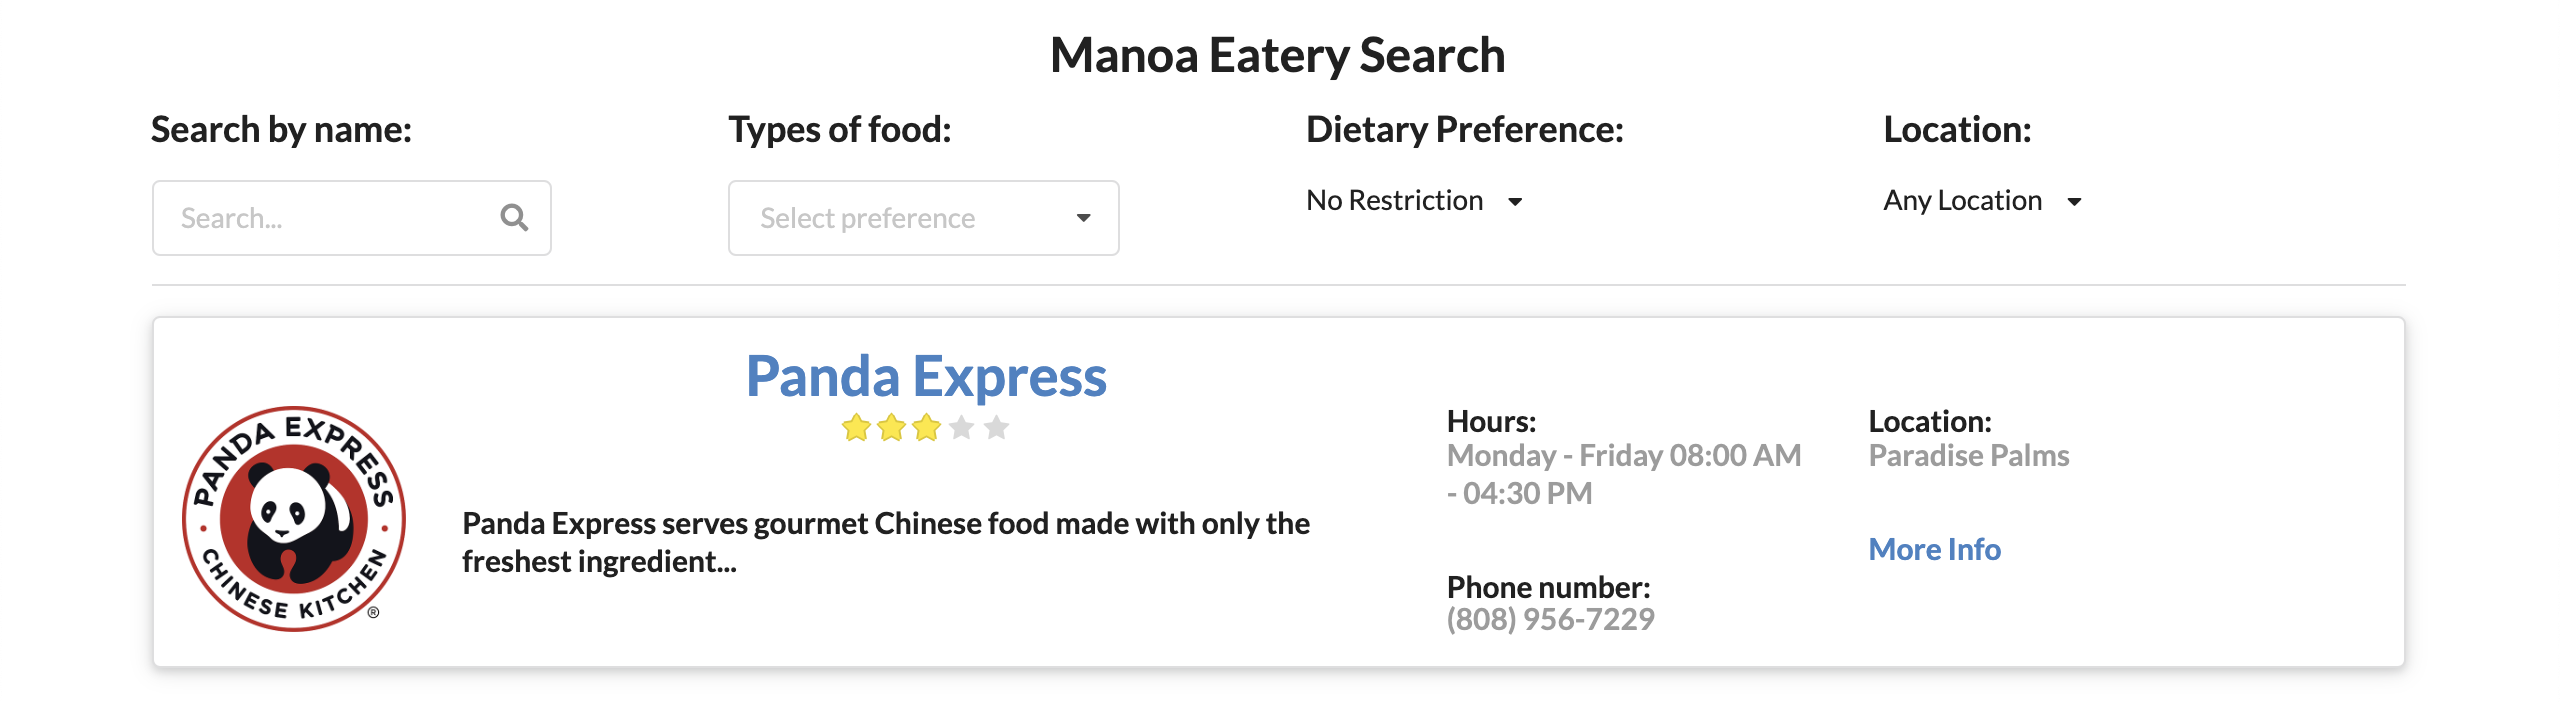 Manoa Eatery Search
Search by name:
Types of food:
Dietary Preference:
Location:
Search...
Select preference
No Restriction
Any Location
PANDA EXPRESS
CHINESE KITCHEN
®
Panda Express
Panda Express serves gourmet Chinese food made with only the
freshest ingredient...
Hours:
Monday - Friday 08:00 AM
- 04:30 PM
Phone number:
(808) 956-7229
Location:
Paradise Palms
More Info